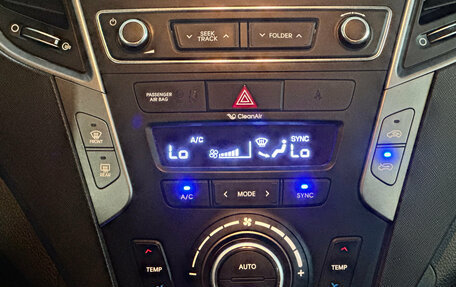 SEEK
TRACK
FOLDER
PASSENGER
AIR BAG
CleanAir
A/C
SYNC
Lo
Lo
FRONT
REAR
A/C
MODE
SYNC
TEMP
AUTO
TEMP